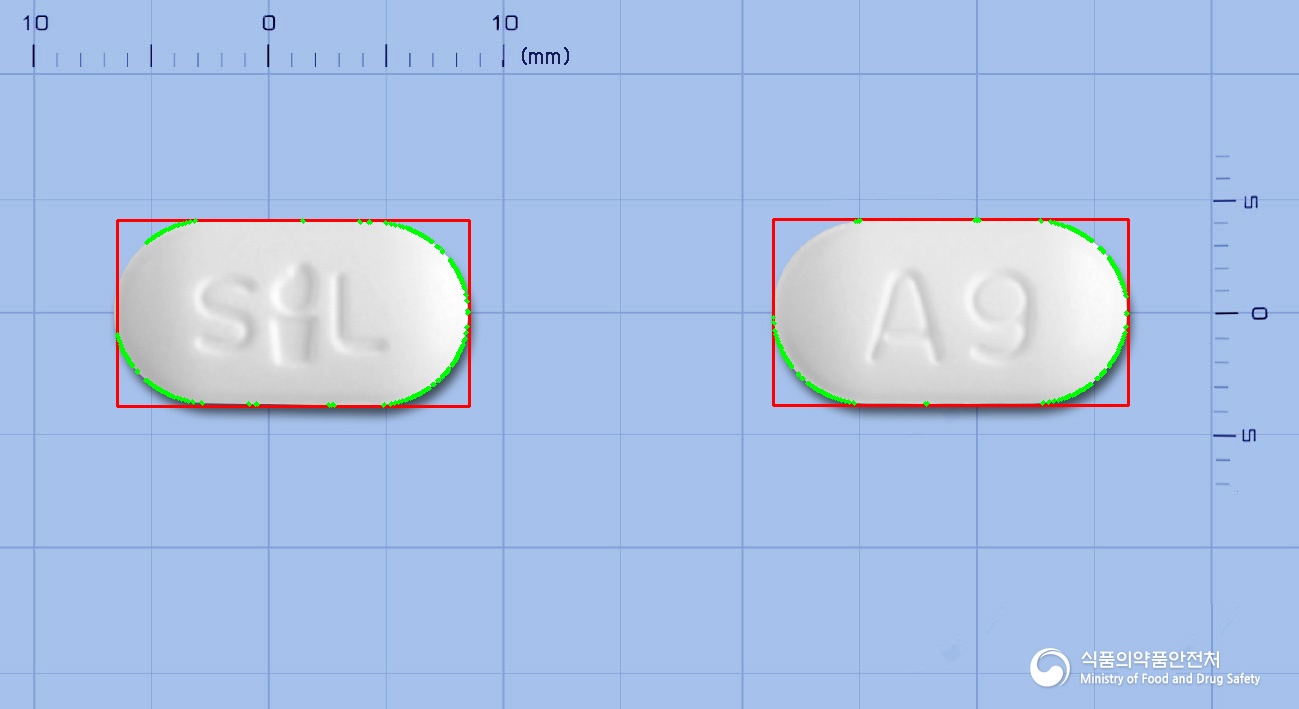 10 0 10
(mm)
SIL
A9
5
0
5
식품의약품안전처
Ministry of Food and Drug Safety